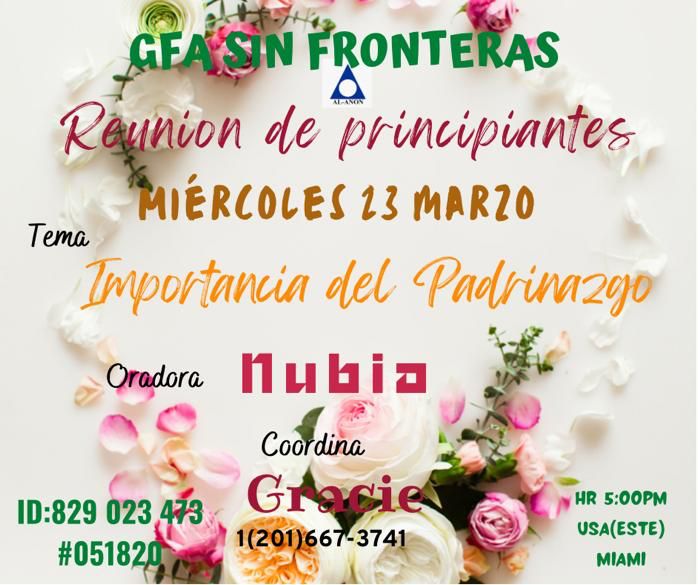 GFA SIN FRONTERAS
AL-ANON
Reunion de principiantes
MIÉRCOLES 23 MARZO
Tema
Importancia del Padrinazgo
Oradora Nubia
Coordina
Gracie
1(201)667-3741
ID:829 023 473
#051820
HR 5:00PM
USA(ESTE)
MIAMI